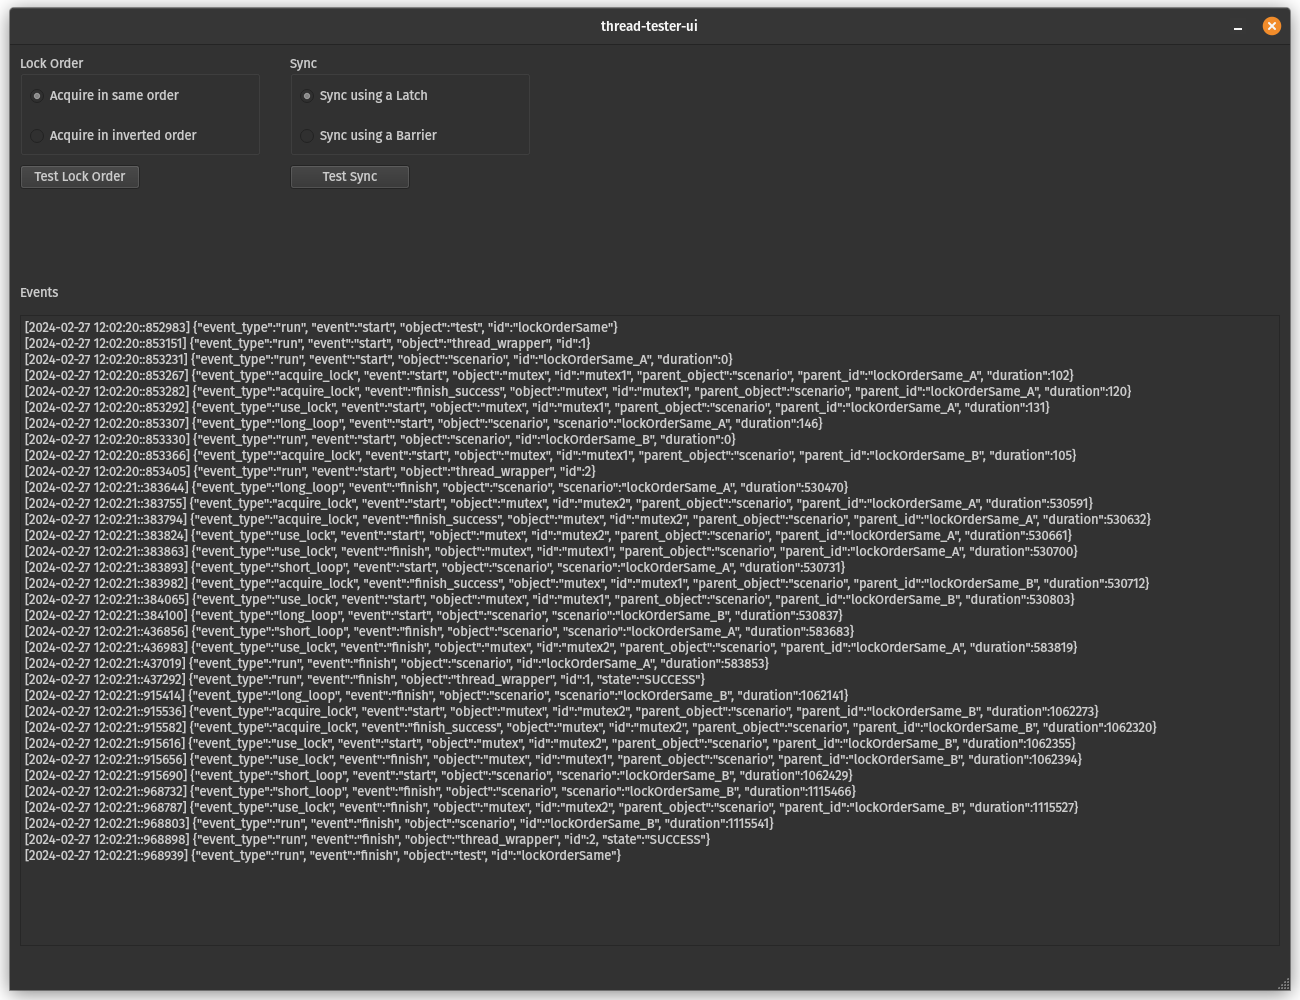 thread-tester-ui
Lock Order
Sync
Acquire in same order
Sync using a Latch
Acquire in inverted order
Sync using a Barrier
Test Lock Order
Test Sync
Events
[2024-02-27 12:02:20::852983] {"event_type":"run", "event":"start", "object":"test", "id":"lockOrderSame"}
[2024-02-27 12:02:20::853151] {"event_type":"run", "event":"start", "object":"thread_wrapper", "id":1}
[2024-02-27 12:02:20::853231] {"event_type":"run", "event":"start", "object":"scenario", "id":"lockOrderSame_A", "duration":0}
[2024-02-27 12:02:20::853267] {"event_type":"acquire_lock", "event":"start", "object":"mutex", "id":"mutex1", "parent_object":"scenario", "parent_id":"lockOrderSame_A", "duration":102}
[2024-02-27 12:02:20::853282] {"event_type":"acquire_lock", "event":"finish_success", "object":"mutex", "id":"mutex1", "parent_object":"scenario", "parent_id":"lockOrderSame_A", "duration":120}
[2024-02-27 12:02:20::853292] {"event_type":"use_lock", "event":"start", "object":"mutex", "id":"mutex1", "parent_object":"scenario", "parent_id":"lockOrderSame_A", "duration":131}
[2024-02-27 12:02:20::853307] {"event_type":"long_loop", "event":"start", "object":"scenario", "scenario":"lockOrderSame_A", "duration":146}
[2024-02-27 12:02:20::853330] {"event_type":"run", "event":"start", "object":"scenario", "id":"lockOrderSame_B", "duration":0}
[2024-02-27 12:02:20::853366] {"event_type":"acquire_lock", "event":"start", "object":"mutex", "id":"mutex1", "parent_object":"scenario", "parent_id":"lockOrderSame_B", "duration":105}
[2024-02-27 12:02:20::853405] {"event_type":"run", "event":"start", "object":"thread_wrapper", "id":2}
[2024-02-27 12:02:21::383644] {"event_type":"long_loop", "event":"finish", "object":"scenario", "scenario":"lockOrderSame_A", "duration":530470}
[2024-02-27 12:02:21::383755] {"event_type":"acquire_lock", "event":"start", "object":"mutex", "id":"mutex2", "parent_object":"scenario", "parent_id":"lockOrderSame_A", "duration":530591}
[2024-02-27 12:02:21::383794] {"event_type":"acquire_lock", "event":"finish_success", "object":"mutex", "id":"mutex2", "parent_object":"scenario", "parent_id":"lockOrderSame_A", "duration":530632}
[2024-02-27 12:02:21::383824] {"event_type":"use_lock", "event":"start", "object":"mutex", "id":"mutex2", "parent_object":"scenario", "parent_id":"lockOrderSame_A", "duration":530661}
[2024-02-27 12:02:21::383863] {"event_type":"use_lock", "event":"finish", "object":"mutex", "id":"mutex1", "parent_object":"scenario", "parent_id":"lockOrderSame_A", "duration":530700}
[2024-02-27 12:02:21::383893] {"event_type":"short_loop", "event":"start", "object":"scenario", "scenario":"lockOrderSame_A", "duration":530731}
[2024-02-27 12:02:21::383982] {"event_type":"acquire_lock", "event":"finish_success", "object":"mutex", "id":"mutex1", "parent_object":"scenario", "parent_id":"lockOrderSame_B", "duration":530712}
[2024-02-27 12:02:21::384065] {"event_type":"use_lock", "event":"start", "object":"mutex", "id":"mutex1", "parent_object":"scenario", "parent_id":"lockOrderSame_B", "duration":530803}
[2024-02-27 12:02:21::384100] {"event_type":"long_loop", "event":"start", "object":"scenario", "scenario":"lockOrderSame_B", "duration":530837}
[2024-02-27 12:02:21::436856] {"event_type":"short_loop", "event":"finish", "object":"scenario", "scenario":"lockOrderSame_A", "duration":583683}
[2024-02-27 12:02:21::436983] {"event_type":"use_lock", "event":"finish", "object":"mutex", "id":"mutex2", "parent_object":"scenario", "parent_id":"lockOrderSame_A", "duration":583819}
[2024-02-27 12:02:21::437019] {"event_type":"run", "event":"finish", "object":"scenario", "id":"lockOrderSame_A", "duration":583853}
[2024-02-27 12:02:21::437292] {"event_type":"run", "event":"finish", "object":"thread_wrapper", "id":1, "state":"SUCCESS"}
[2024-02-27 12:02:21::915414] {"event_type":"long_loop", "event":"finish", "object":"scenario", "scenario":"lockOrderSame_B", "duration":1062141}
[2024-02-27 12:02:21::915536] {"event_type":"acquire_lock", "event":"start", "object":"mutex", "id":"mutex2", "parent_object":"scenario", "parent_id":"lockOrderSame_B", "duration":1062273}
[2024-02-27 12:02:21::915582] {"event_type":"acquire_lock", "event":"finish_success", "object":"mutex", "id":"mutex2", "parent_object":"scenario", "parent_id":"lockOrderSame_B", "duration":1062320}
[2024-02-27 12:02:21::915616] {"event_type":"use_lock", "event":"start", "object":"mutex", "id":"mutex2", "parent_object":"scenario", "parent_id":"lockOrderSame_B", "duration":1062355}
[2024-02-27 12:02:21::915656] {"event_type":"use_lock", "event":"finish", "object":"mutex", "id":"mutex1", "parent_object":"scenario", "parent_id":"lockOrderSame_B", "duration":1062394}
[2024-02-27 12:02:21::915690] {"event_type":"short_loop", "event":"start", "object":"scenario", "scenario":"lockOrderSame_B", "duration":1062429}
[2024-02-27 12:02:21::968732] {"event_type":"short_loop", "event":"finish", "object":"scenario", "scenario":"lockOrderSame_B", "duration":1115466}
[2024-02-27 12:02:21::968787] {"event_type":"use_lock", "event":"finish", "object":"mutex", "id":"mutex2", "parent_object":"scenario", "parent_id":"lockOrderSame_B", "duration":1115527}
[2024-02-27 12:02:21::968803] {"event_type":"run", "event":"finish", "object":"scenario", "id":"lockOrderSame_B", "duration":1115541}
[2024-02-27 12:02:21::968898] {"event_type":"run", "event":"finish", "object":"thread_wrapper", "id":2, "state":"SUCCESS"}
[2024-02-27 12:02:21::968939] {"event_type":"run", "event":"finish", "object":"test", "id":"lockOrderSame"}